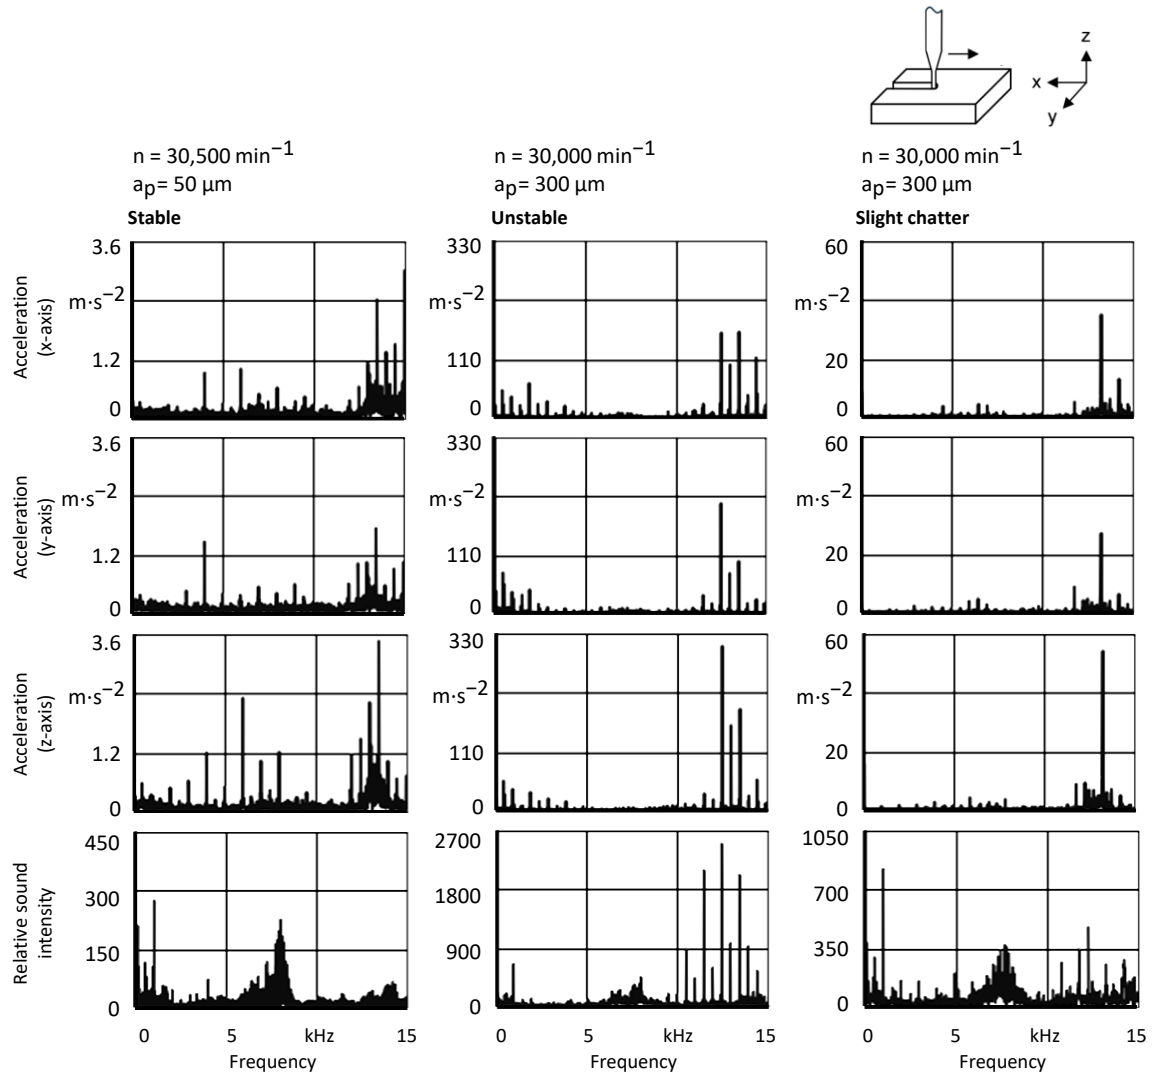 z
x
y
n = 30,500 min−1
ap= 50 µm
Stable
n = 30,000 min−1
ap= 300 µm
Unstable
n = 30,000 min−1
ap= 300 µm
Slight chatter
Acceleration
(x-axis)
3.6
m·s−2
1.2
0
330
m·s−2
110
0
60
m·s−2
20
0
Acceleration
(y-axis)
3.6
m·s−2
1.2
0
330
m·s−2
110
0
60
m·s−2
20
0
Acceleration
(z-axis)
3.6
m·s−2
1.2
0
330
m·s−2
110
0
60
m·s−2
20
0
Relative sound
intensity
450
300
150
0
2700
1800
900
0
1050
700
350
0
0 5 kHz 15
Frequency
0 5 kHz 15
Frequency
0 5 kHz 15
Frequency